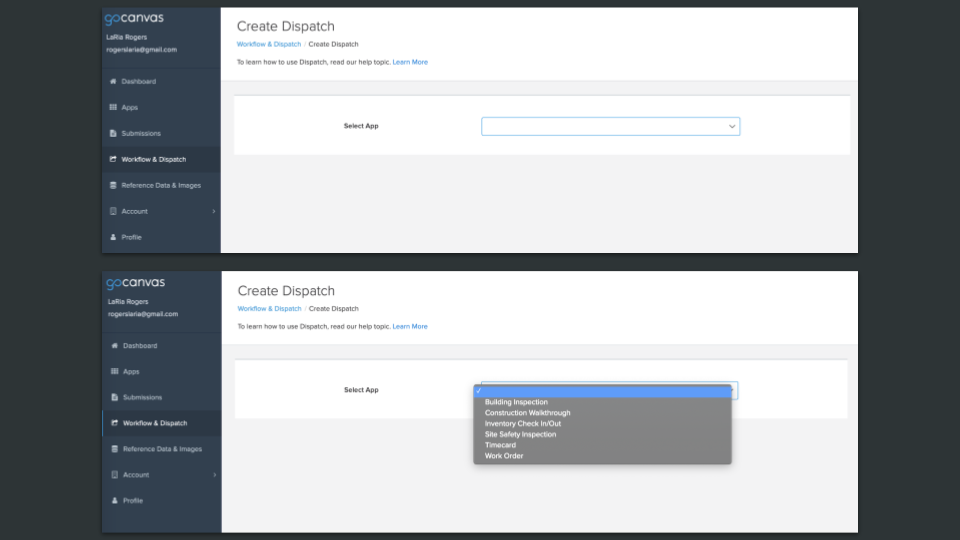 gocanvas
LaRia Rogers
rogerslaria@gmail.com
Dashboard
Apps
Submissions
Workflow & Dispatch
Reference Data & Images
Account
Profile
Create Dispatch
Workflow & Dispatch / Create Dispatch
To learn how to use Dispatch, read our help topic. Learn More
Select App
gocanvas
LaRia Rogers
rogerslaria@gmail.com
Dashboard
Apps
Submissions
Workflow & Dispatch
Reference Data & Images
Account
Profile
Create Dispatch
Workflow & Dispatch / Create Dispatch
To learn how to use Dispatch, read our help topic. Learn More
Select App
Building Inspection
Construction Walkthrough
Inventory Check In/Out
Site Safety Inspection
Timecard
Work Order